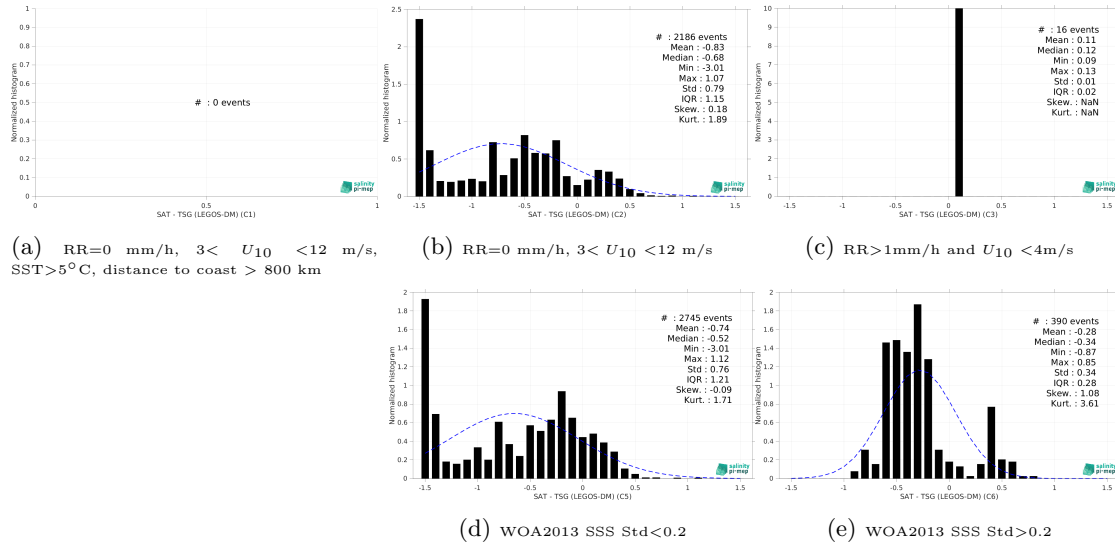 1
0.9
0.8
0.7
0.6
0.5
0.4
0.3
0.2
0.1
0
Normalized histogram
# : 0 events
salinity
pi-mep
0 0.5 1
SAT - TSG (LEGOS-DM) (C1)
(a) RR=0 mm/h, 3< U10 <12 m/s,
SST>5°C, distance to coast > 800 km
2.5
2
1.5
1
0.5
0
Normalized histogram
# : 2186 events
Mean : -0.83
Median : -0.68
Min : -3.01
Max : 1.07
Std : 0.79
IQR : 1.15
Skew. : 0.18
Kurt. : 1.89
salinity
pi-mep
-1.5 -1 -0.5 0 0.5 1 1.5
SAT - TSG (LEGOS-DM) (C2)
(b) RR=0 mm/h, 3< U10 <12 m/s
10
9
8
7
6
5
4
3
2
1
0
Normalized histogram
# : 16 events
Mean : 0.11
Median : 0.12
Min : 0.09
Max : 0.13
Std : 0.01
IQR : 0.02
Skew. : NaN
Kurt. : NaN
salinity
pi-mep
-1.5 -1 -0.5 0 0.5 1 1.5
SAT - TSG (LEGOS-DM) (C3)
(c) RR>1mm/h and U10 <4m/s
2
1.8
1.6
1.4
1.2
1
0.8
0.6
0.4
0.2
0
Normalized histogram
# : 2745 events
Mean : -0.74
Median : -0.52
Min : -3.01
Max : 1.12
Std : 0.76
IQR : 1.21
Skew. : -0.09
Kurt. : 1.71
salinity
pi-mep
-1.5 -1 -0.5 0 0.5 1 1.5
SAT - TSG (LEGOS-DM) (C5)
(d) WOA2013 SSS Std<0.2
2
1.8
1.6
1.4
1.2
1
0.8
0.6
0.4
0.2
0
Normalized histogram
# : 390 events
Mean : -0.28
Median : -0.34
Min : -0.87
Max : 0.85
Std : 0.34
IQR : 0.28
Skew. : 1.08
Kurt. : 3.61
salinity
pi-mep
-1.5 -1 -0.5 0 0.5 1 1.5
SAT - TSG (LEGOS-DM) (C6)
(e) WOA2013 SSS Std>0.2